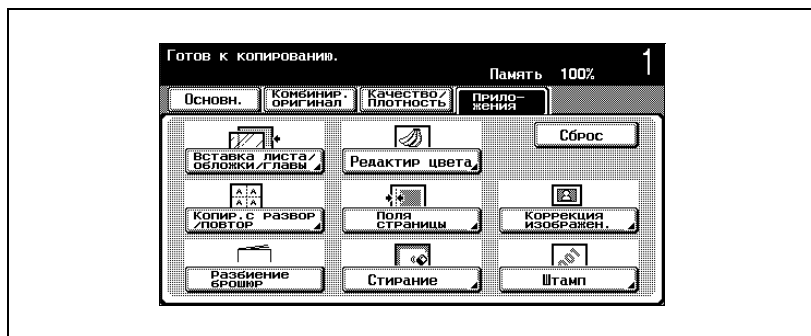 Готов к копированию.
1
Память 100%
Основн.
Комбинир.
оригинал
Качество/
Плотность
Прило-
жения
Сброс
Вставка листа/
обложки/главы
Редактир цвета
Копир.с развор
/повтор
Поля
страницы
Коррекция
изображен.
Разбиение
брошюр
Стирание
Штамп